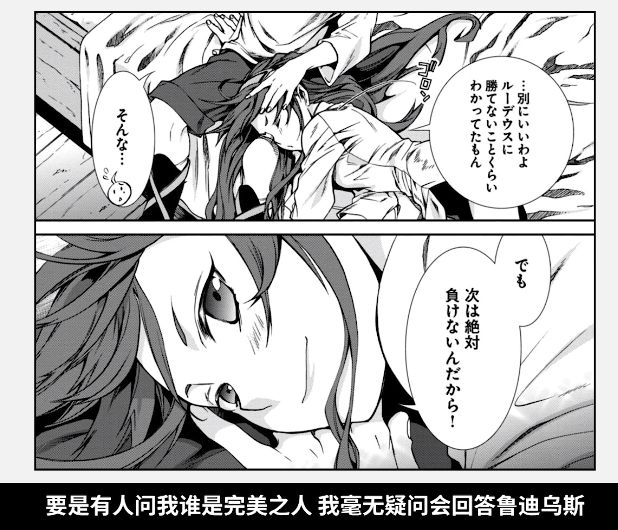 …別にいいわよ
ルーデウスに
勝てないことくらい
わかってたもん
ゴロン
そんな…
でも
次は絶対
負けないんだから！
要是有人问我谁是完美之人 我毫无疑问会回答鲁迪乌斯